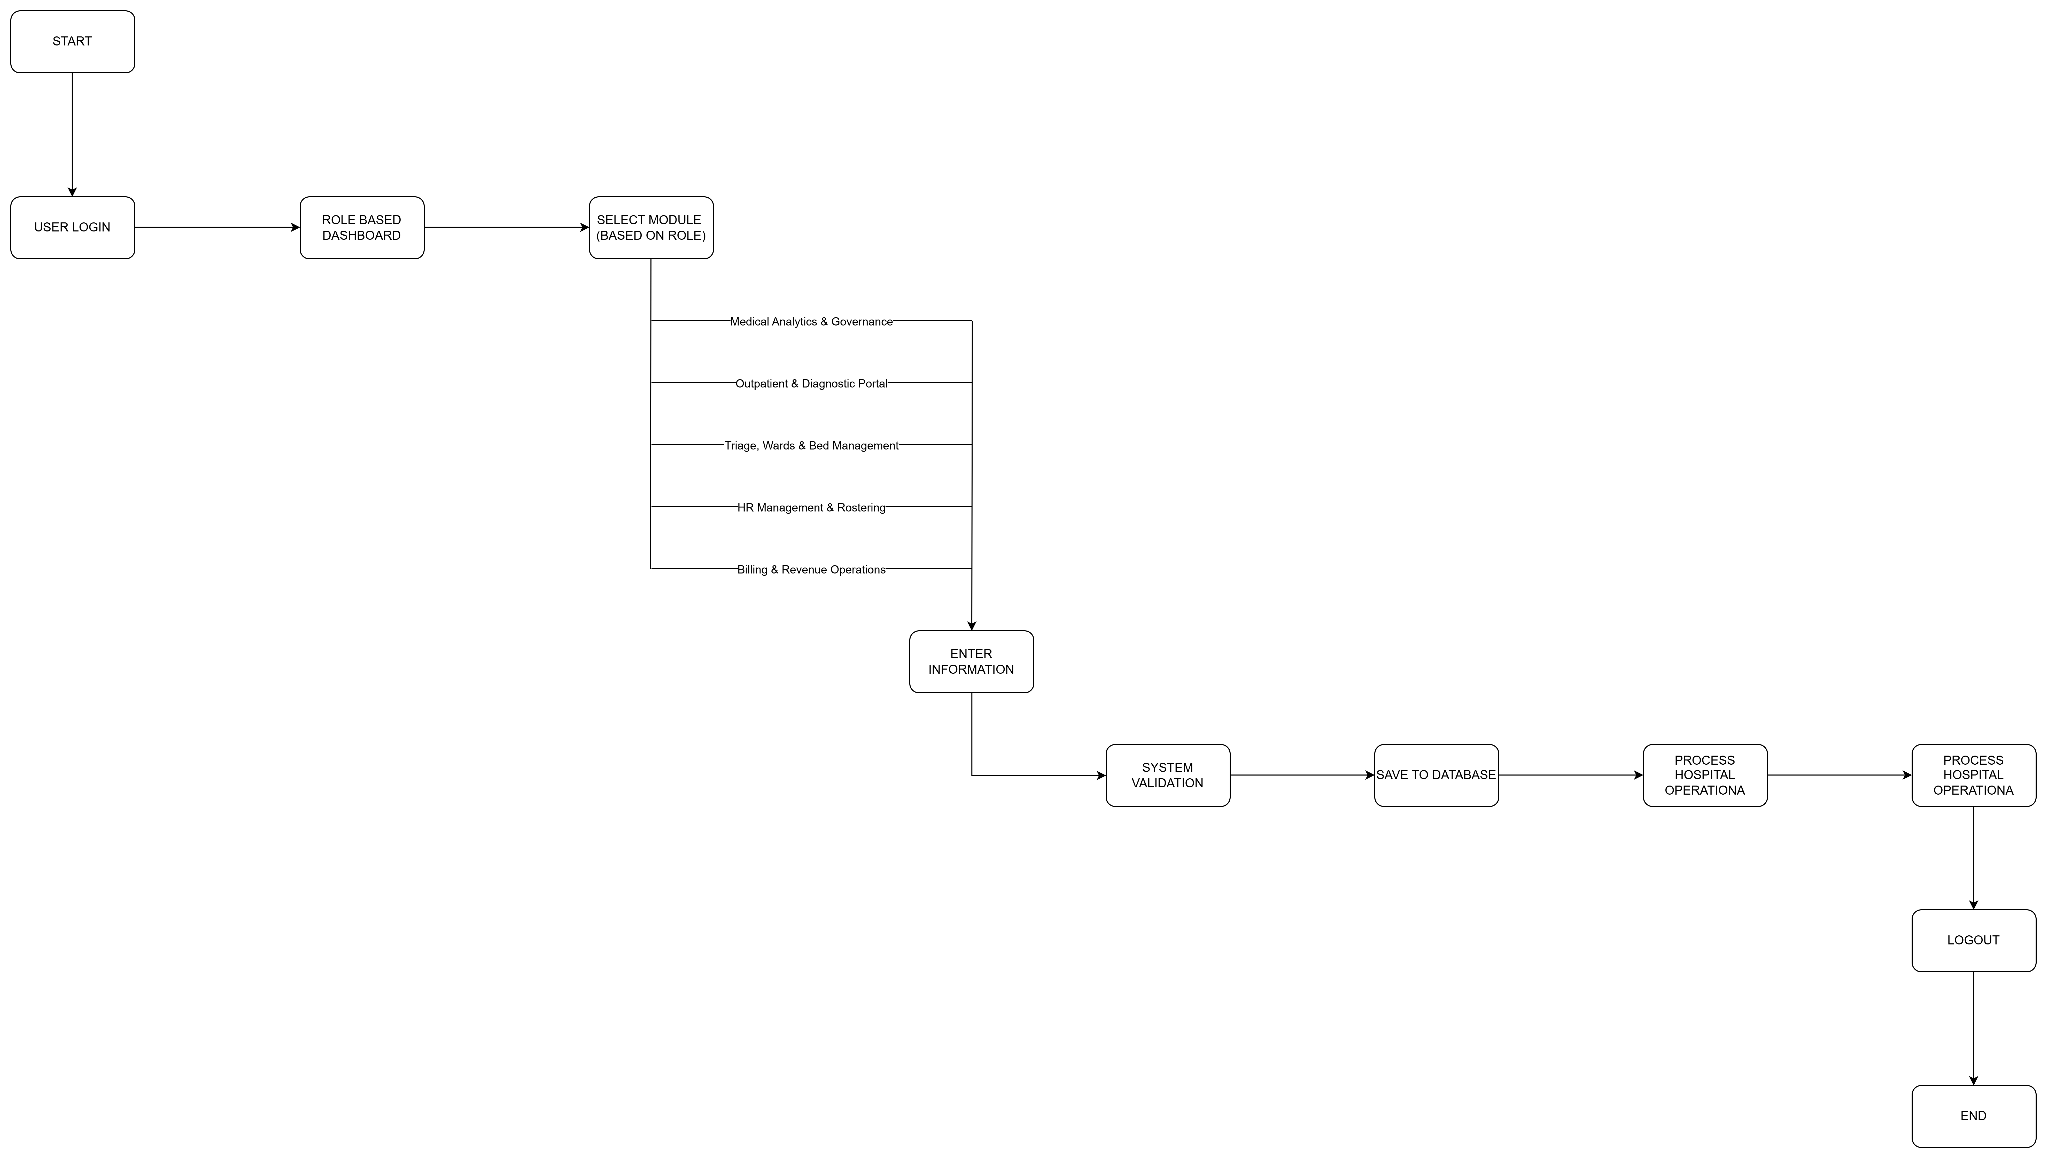 START
USER LOGIN
ROLE BASED
DASHBOARD
SELECT MODULE
(BASED ON ROLE)
Medical Analytics & Governance
Outpatient & Diagnostic Portal
Triage, Wards & Bed Management
HR Management & Rostering
Billing & Revenue Operations
ENTER
INFORMATION
SYSTEM
VALIDATION
SAVE TO DATABASE
PROCESS
HOSPITAL
OPERATIONA
PROCESS
HOSPITAL
OPERATIONA
LOGOUT
END